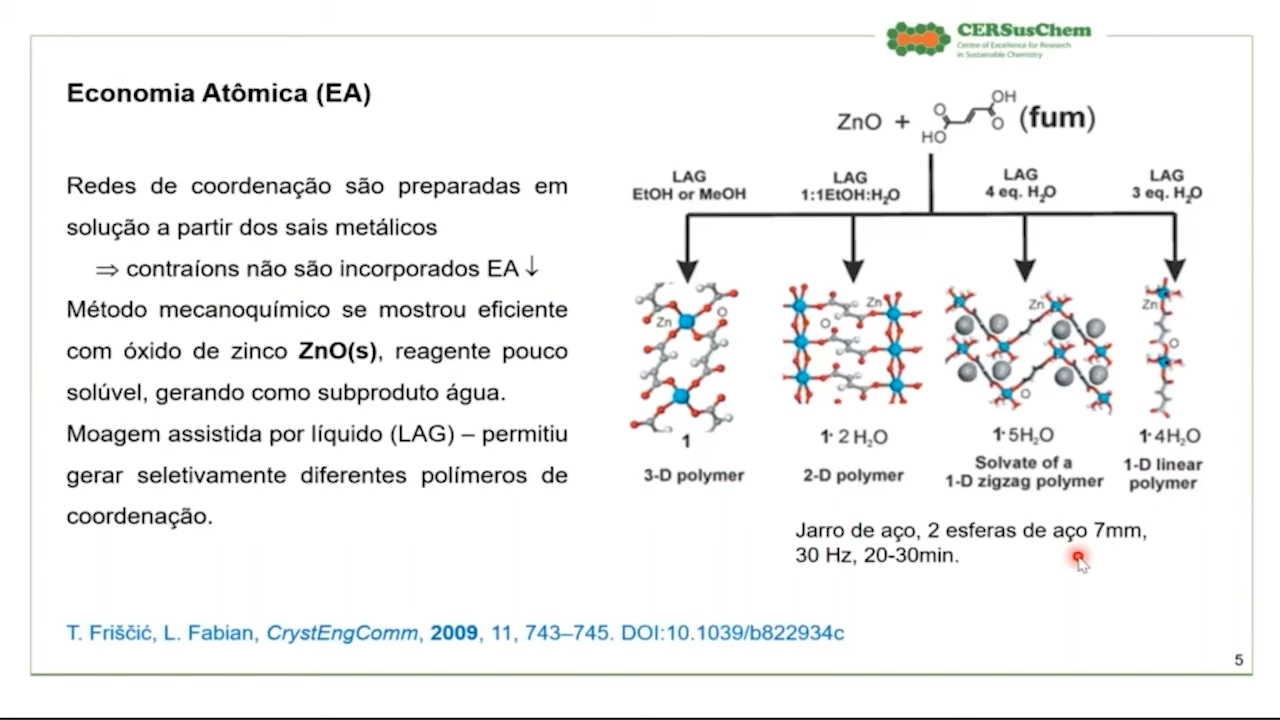 CERSusChem
Centre of Excellence for Research
in Sustainable Chemistry
Economia Atômica (EA)
Redes de coordenação são preparadas em
solução a partir dos sais metálicos
⇒ contraíons não são incorporados EA↓
Método mecanoquímico se mostrou eficiente
com óxido de zinco ZnO(s), reagente pouco
solúvel, gerando como subproduto água.
Moagem assistida por líquido (LAG) – permitiu
gerar seletivamente diferentes polímeros de
coordenação.
ZnO + (fum)
O OH
HO O
LAG
EtOH or MeOH
LAG
1:1EtOH:H₂O
LAG
4 eq. H₂O
LAG
3 eq. H₂O
Zn O
Zn O
Zn O
Zn O
1
3-D polymer
1·2 H₂O
2-D polymer
1·5H₂O
Solvate of a
1-D zigzag polymer
1·4H₂O
1-D linear
polymer
Jarro de aço, 2 esferas de aço 7mm,
30 Hz, 20-30min.
T. Friščić, L. Fabian, CrystEngComm, 2009, 11, 743–745. DOI:10.1039/b822934c
5